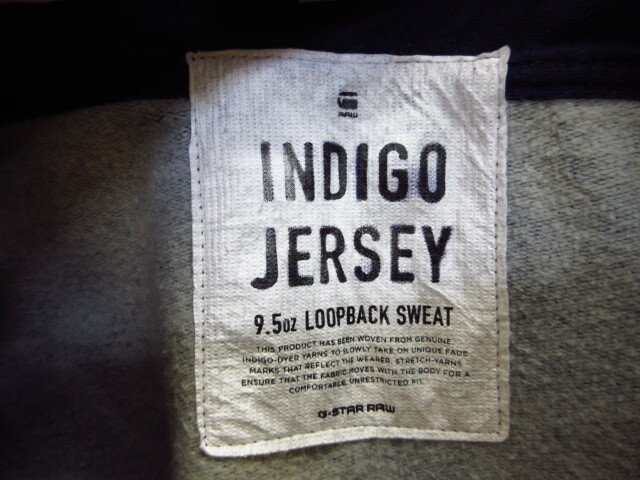 RAW
INDIGO
JERSEY
9.5oz LOOPBACK SWEAT
THIS PRODUCT HAS BEEN WOVEN FROM GENUINE
INDIGO-DYED YARNS TO SLOWLY TAKE ON UNIQUE FADE
MARKS THAT REFLECT THE WEARER. STRETCH-YARNS
ENSURE THAT THE FABRIC MOVES WITH THE BODY FOR A
COMFORTABLE, UNRESTRICTED FIT.
G-STAR RAW